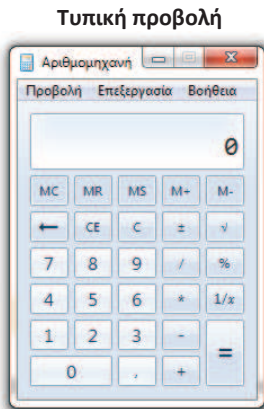 Τυπική προβολή
Αριθμομηχανή
Προβολή Επεξεργασία Βοήθεια
0
MC MR MS M+ M-
← CE C ± √
7 8 9 / %
4 5 6 * 1/x
1 2 3 - =
0 , +